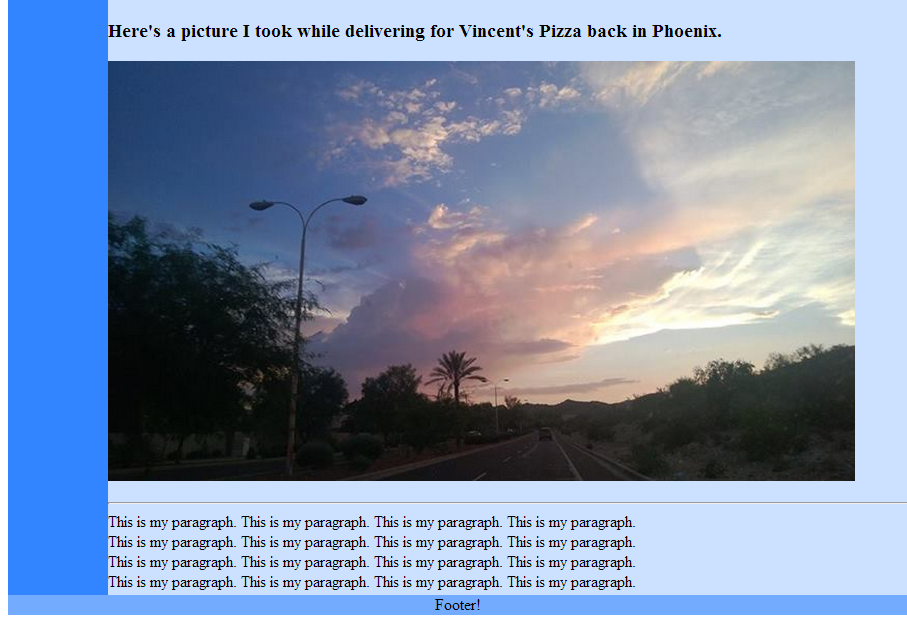 Here's a picture I took while delivering for Vincent's Pizza back in Phoenix.
This is my paragraph. This is my paragraph. This is my paragraph. This is my paragraph.
This is my paragraph. This is my paragraph. This is my paragraph. This is my paragraph.
This is my paragraph. This is my paragraph. This is my paragraph. This is my paragraph.
This is my paragraph. This is my paragraph. This is my paragraph. This is my paragraph.
Footer!